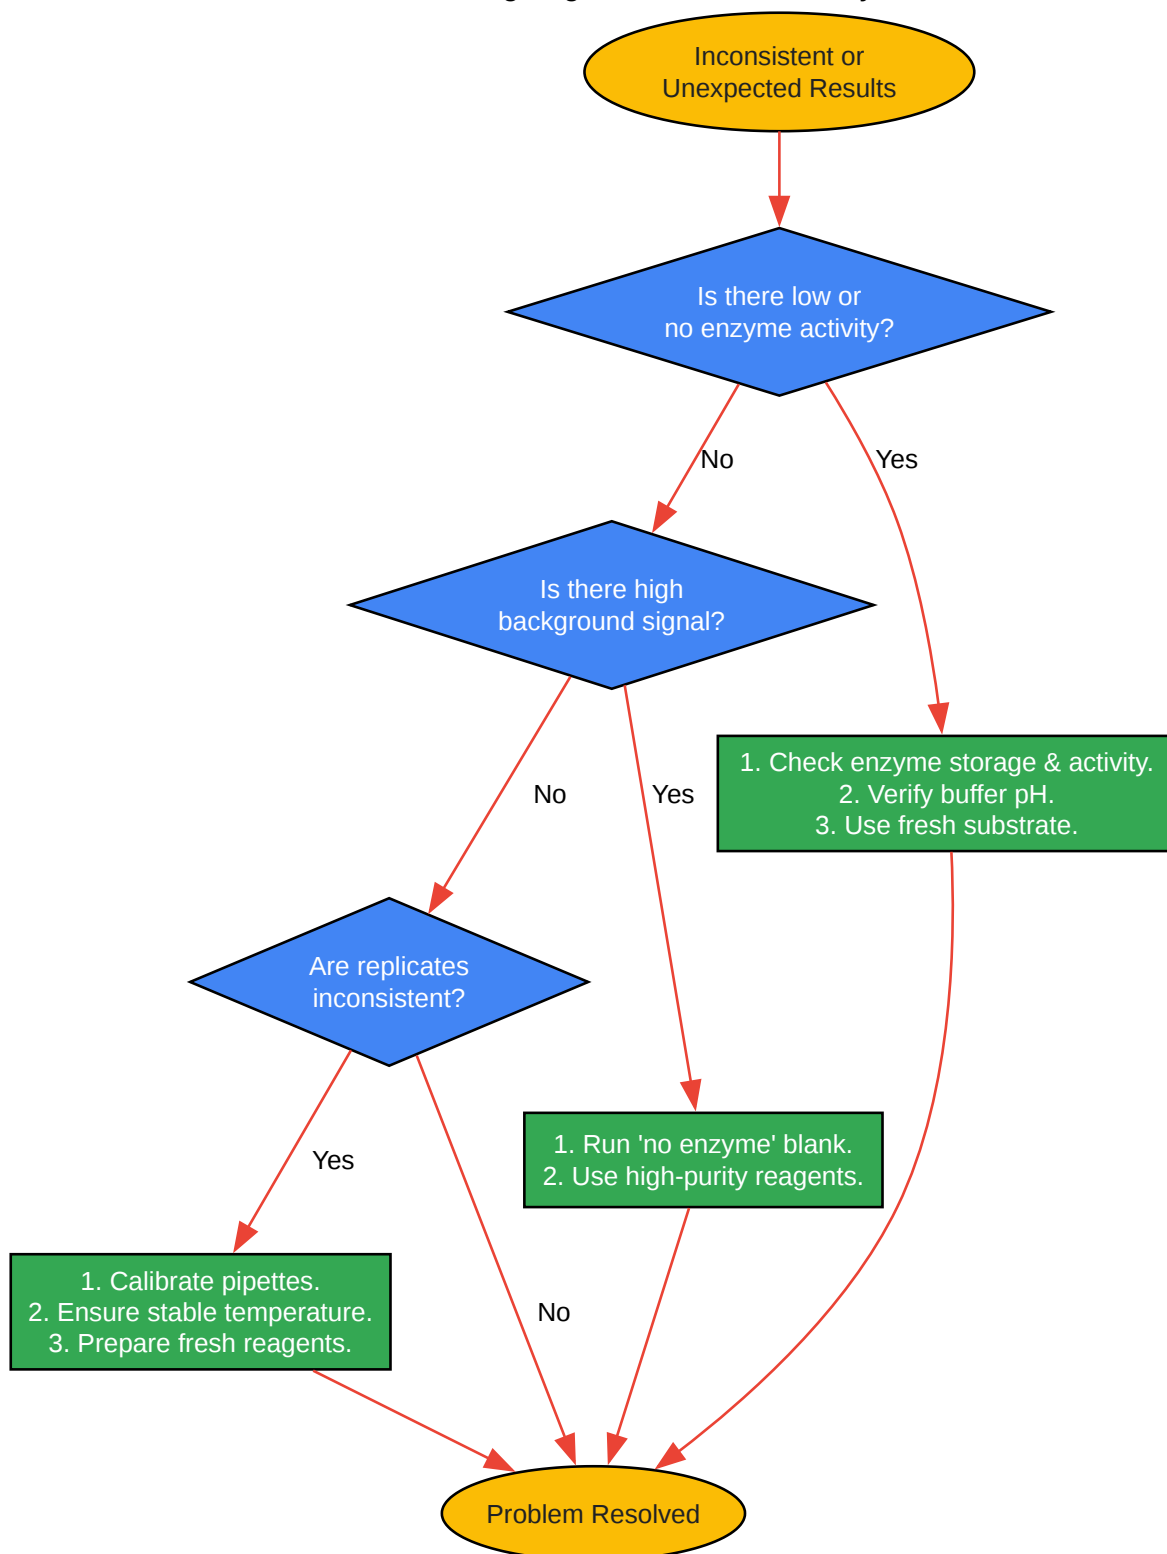 Inconsistent or
Unexpected Results
Is there low or
no enzyme activity?
No
Yes
Is there high
background signal?
No
Yes
1. Check enzyme storage & activity.
2. Verify buffer pH.
3. Use fresh substrate.
Are replicates
inconsistent?
1. Run 'no enzyme' blank.
2. Use high-purity reagents.
Yes
No
1. Calibrate pipettes.
2. Ensure stable temperature.
3. Prepare fresh reagents.
Problem Resolved